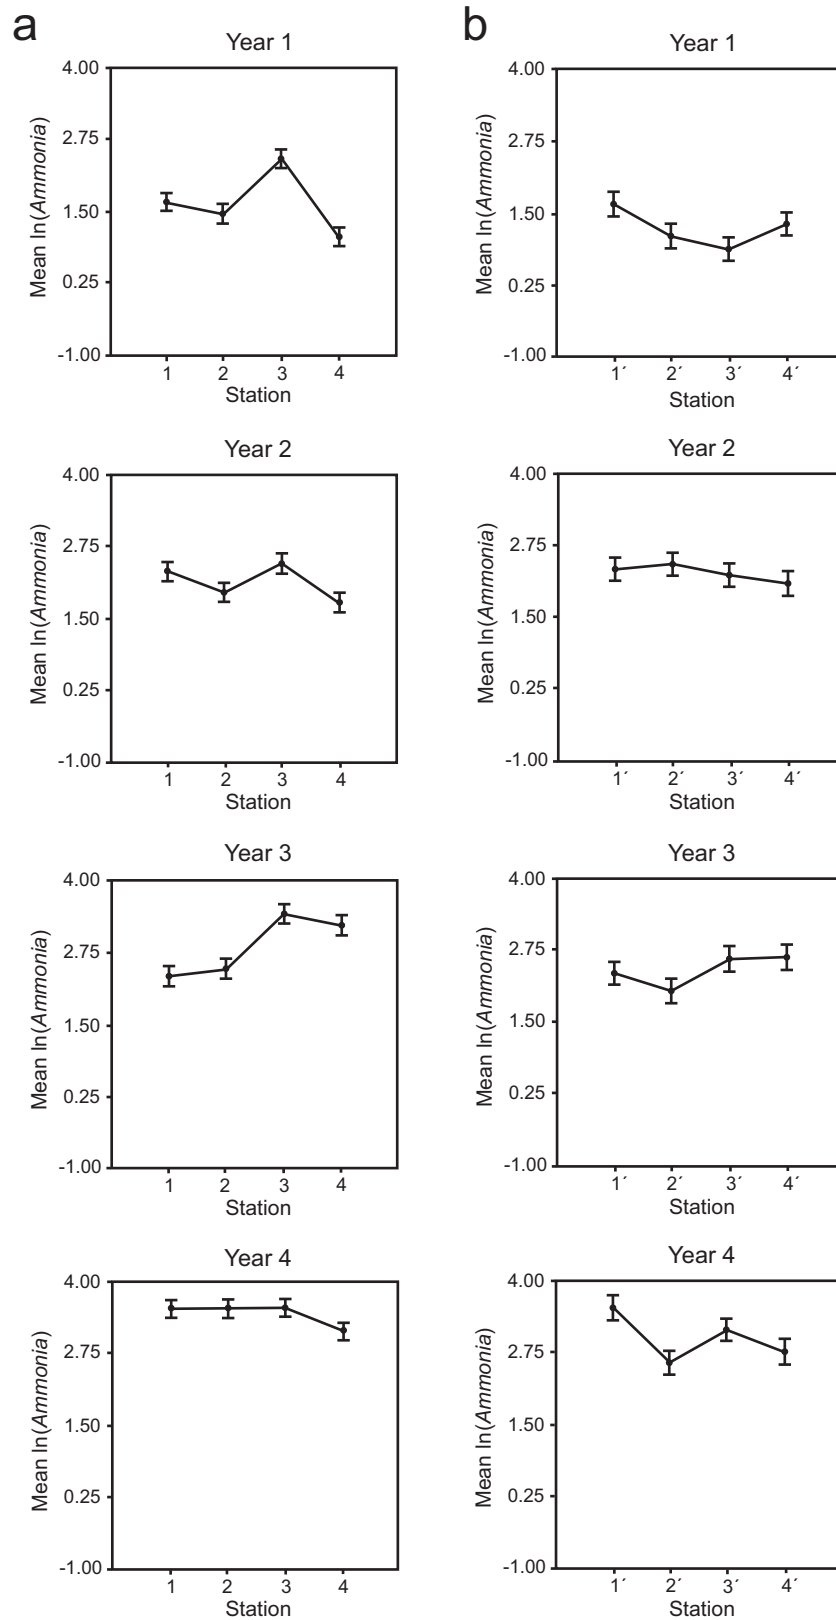 a
Year 1
4.00
2.75
1.50
0.25
-1.00
Mean ln(Ammonia)
1 2 3 4
Station
b
Year 1
4.00
2.75
1.50
0.25
-1.00
Mean ln(Ammonia)
1´ 2´ 3´ 4´
Station
Year 2
4.00
2.75
1.50
0.25
-1.00
Mean ln(Ammonia)
1 2 3 4
Station
Year 2
4.00
2.75
1.50
0.25
-1.00
Mean ln(Ammonia)
1´ 2´ 3´ 4´
Station
Year 3
4.00
2.75
1.50
0.25
-1.00
Mean ln(Ammonia)
1 2 3 4
Station
Year 3
4.00
2.75
1.50
0.25
-1.00
Mean ln(Ammonia)
1´ 2´ 3´ 4´
Station
Year 4
4.00
2.75
1.50
0.25
-1.00
Mean ln(Ammonia)
1 2 3 4
Station
Year 4
4.00
2.75
1.50
0.25
-1.00
Mean ln(Ammonia)
1´ 2´ 3´ 4´
Station